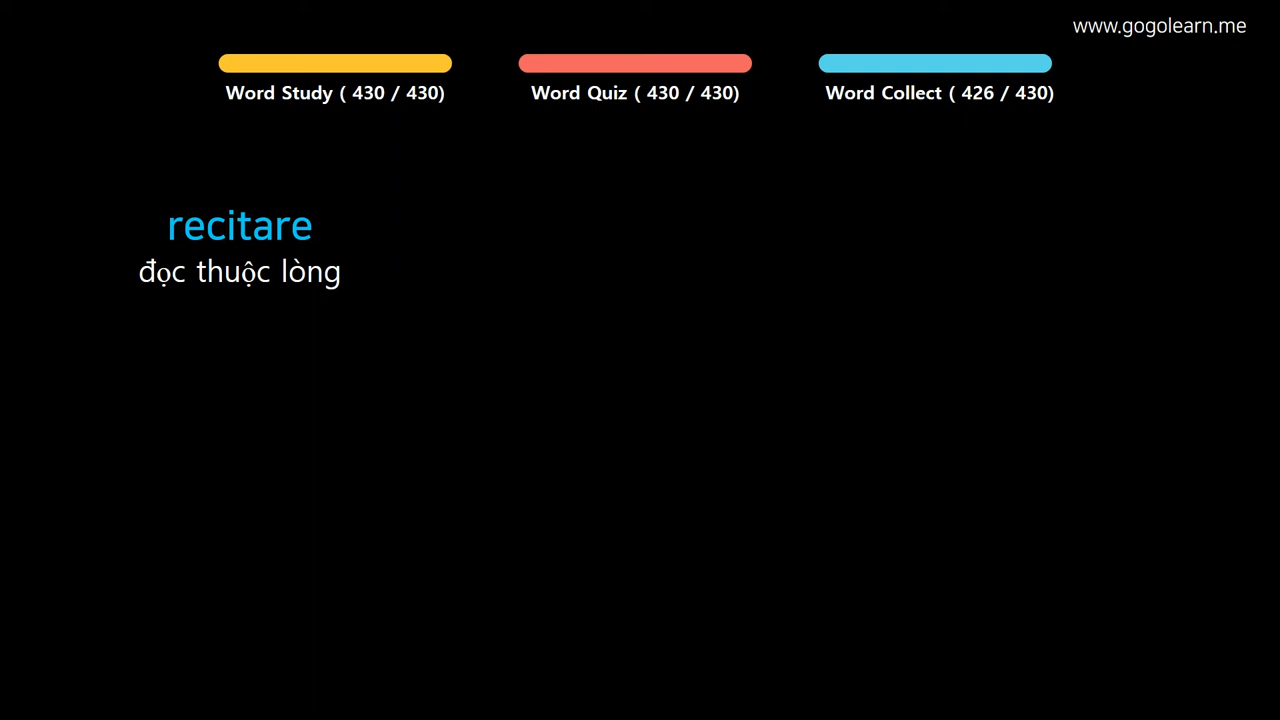 www.gogolearn.me
Word Study ( 430 / 430)
Word Quiz ( 430 / 430)
Word Collect ( 426 / 430)
recitare
đọc thuộc lòng